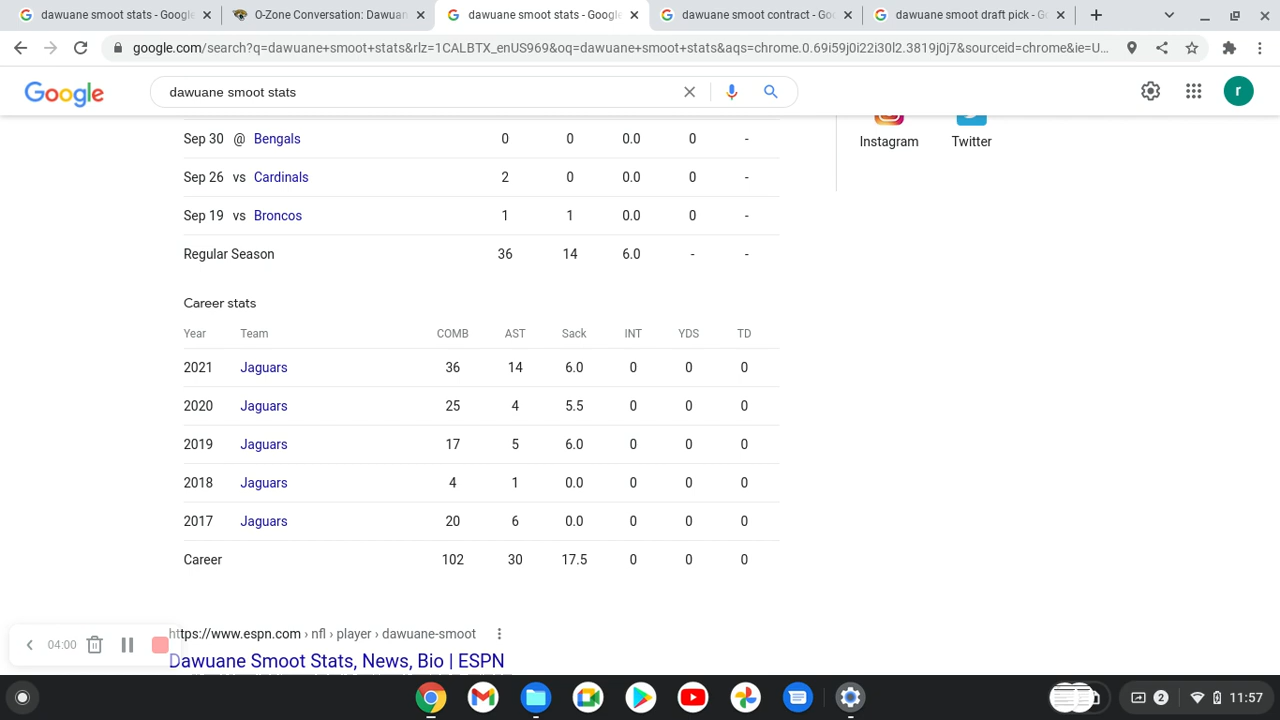 dawuane smoot stats - Google
O-Zone Conversation: Dawuan
dawuane smoot stats - Google
dawuane smoot contract - Goo
dawuane smoot draft pick - Go
google.com/search?q=dawuane+smoot+stats&rlz=1CALBTX_enUS969&oq=dawuane+smoot+stats&aqs=chrome.0.69i59j0i22i30l2.3819j0j7&sourceid=chrome&ie=U...
Google dawuane smoot stats r
Instagram Twitter
Sep 30 @ Bengals 0 0 0.0 0 -
Sep 26 vs Cardinals 2 0 0.0 0 -
Sep 19 vs Broncos 1 1 0.0 0 -
Regular Season 36 14 6.0 - -
Career stats
Year Team COMB AST Sack INT YDS TD
2021 Jaguars 36 14 6.0 0 0 0
2020 Jaguars 25 4 5.5 0 0 0
2019 Jaguars 17 5 6.0 0 0 0
2018 Jaguars 4 1 0.0 0 0 0
2017 Jaguars 20 6 0.0 0 0 0
Career 102 30 17.5 0 0 0
https://www.espn.com › nfl › player › dawuane-smoot
04:00
Dawuane Smoot Stats, News, Bio | ESPN
2 11:57